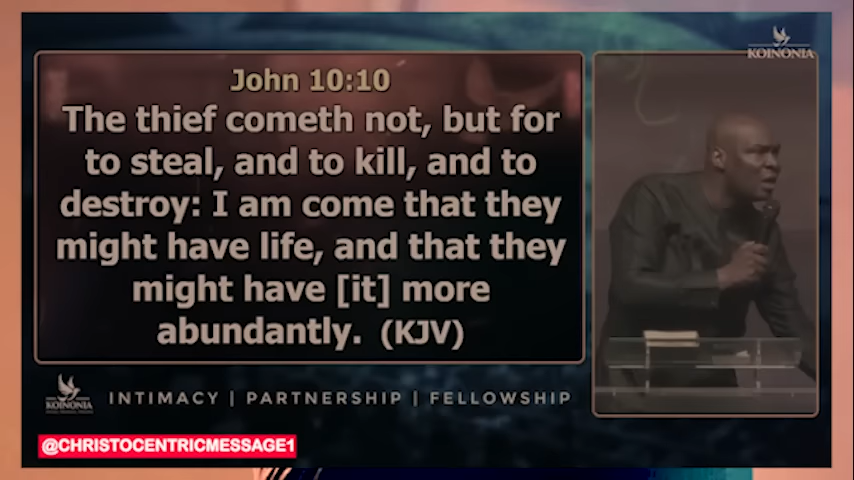 KOINONIA
John 10:10
The thief cometh not, but for
to steal, and to kill, and to
destroy: I am come that they
might have life, and that they
might have [it] more
abundantly. (KJV)
KOINONIA
INTIMACY | PARTNERSHIP | FELLOWSHIP
@CHRISTOCENTRICMESSAGE1